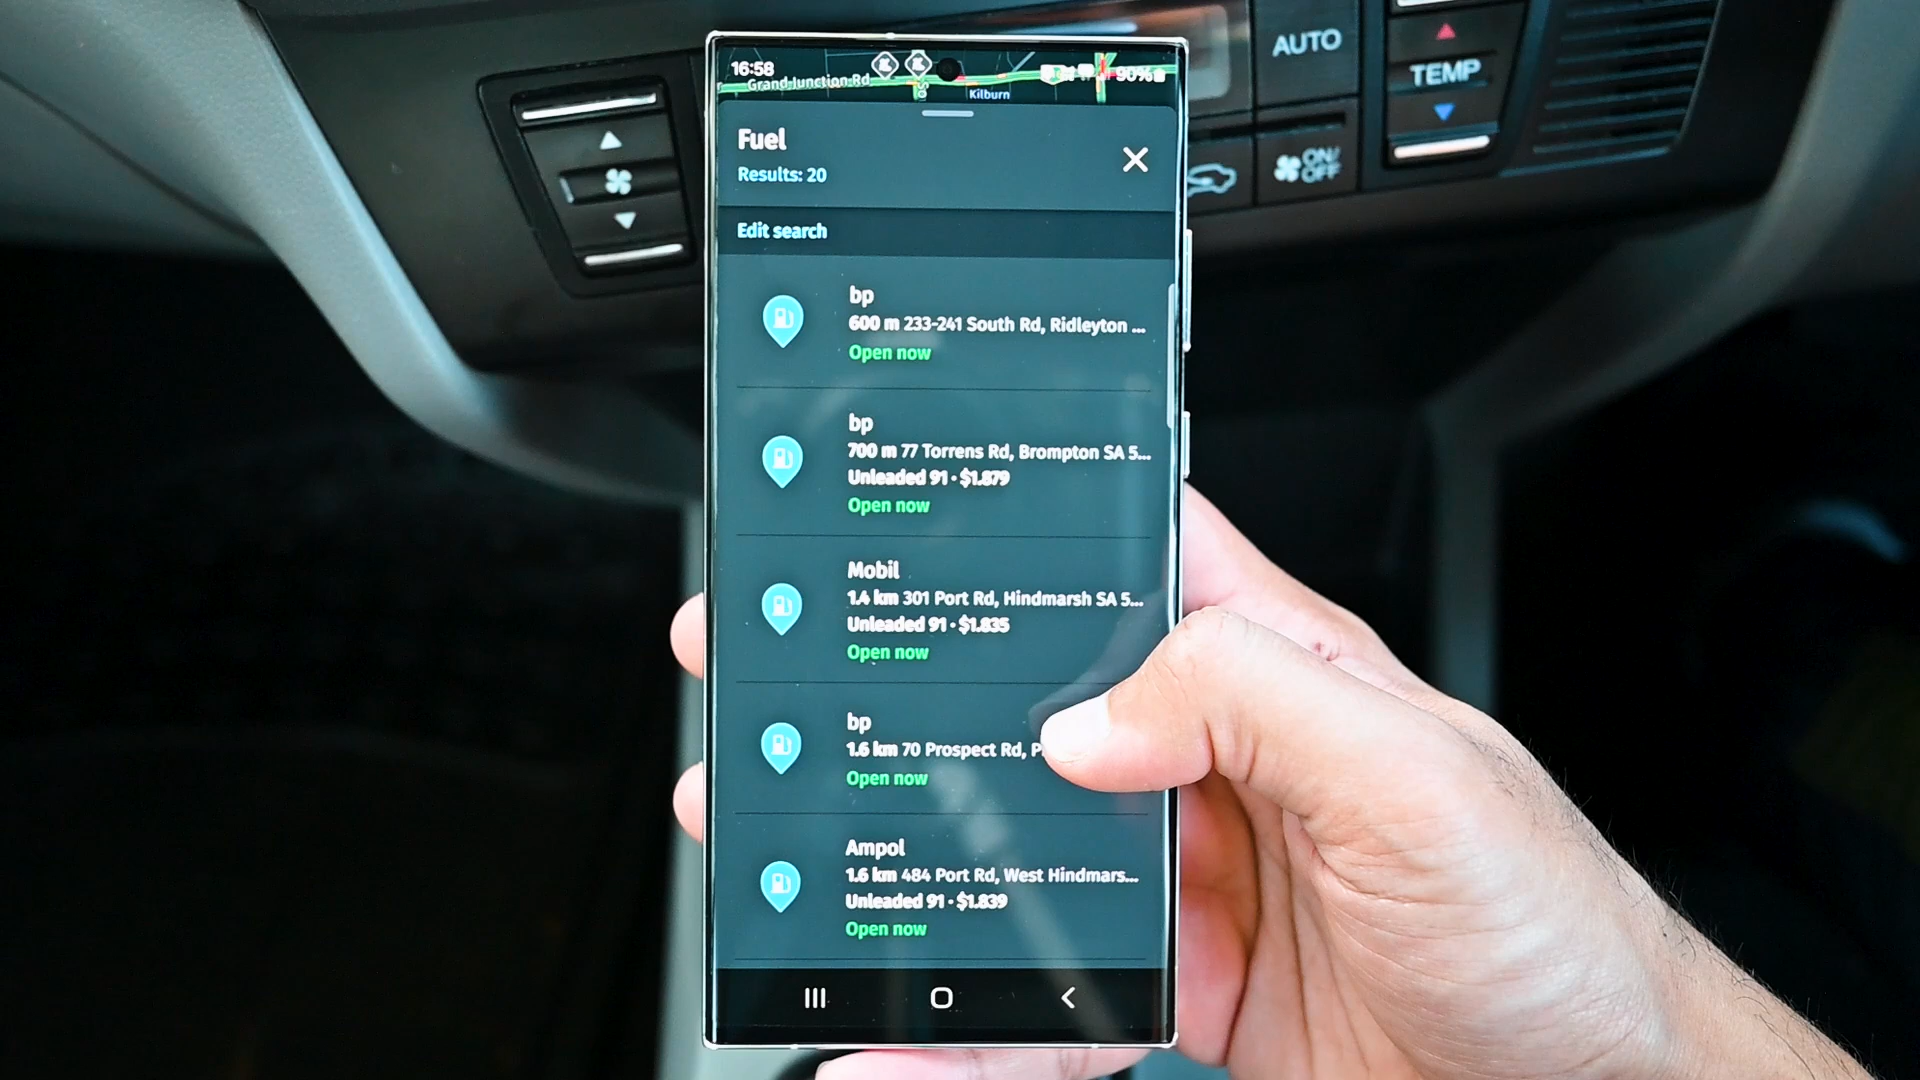 16:58
90%
Grand Junction Rd
Kilburn
Fuel
Results: 20
Edit search
bp
600 m 233-241 South Rd, Ridleyton ...
Open now
bp
700 m 77 Torrens Rd, Brompton SA 5...
Unleaded 91 · $1.879
Open now
Mobil
1.4 km 301 Port Rd, Hindmarsh SA 5...
Unleaded 91 · $1.835
Open now
bp
1.6 km 70 Prospect Rd, P
Open now
Ampol
1.6 km 484 Port Rd, West Hindmars...
Unleaded 91 · $1.839
Open now
AUTO
TEMP
ON/
OFF